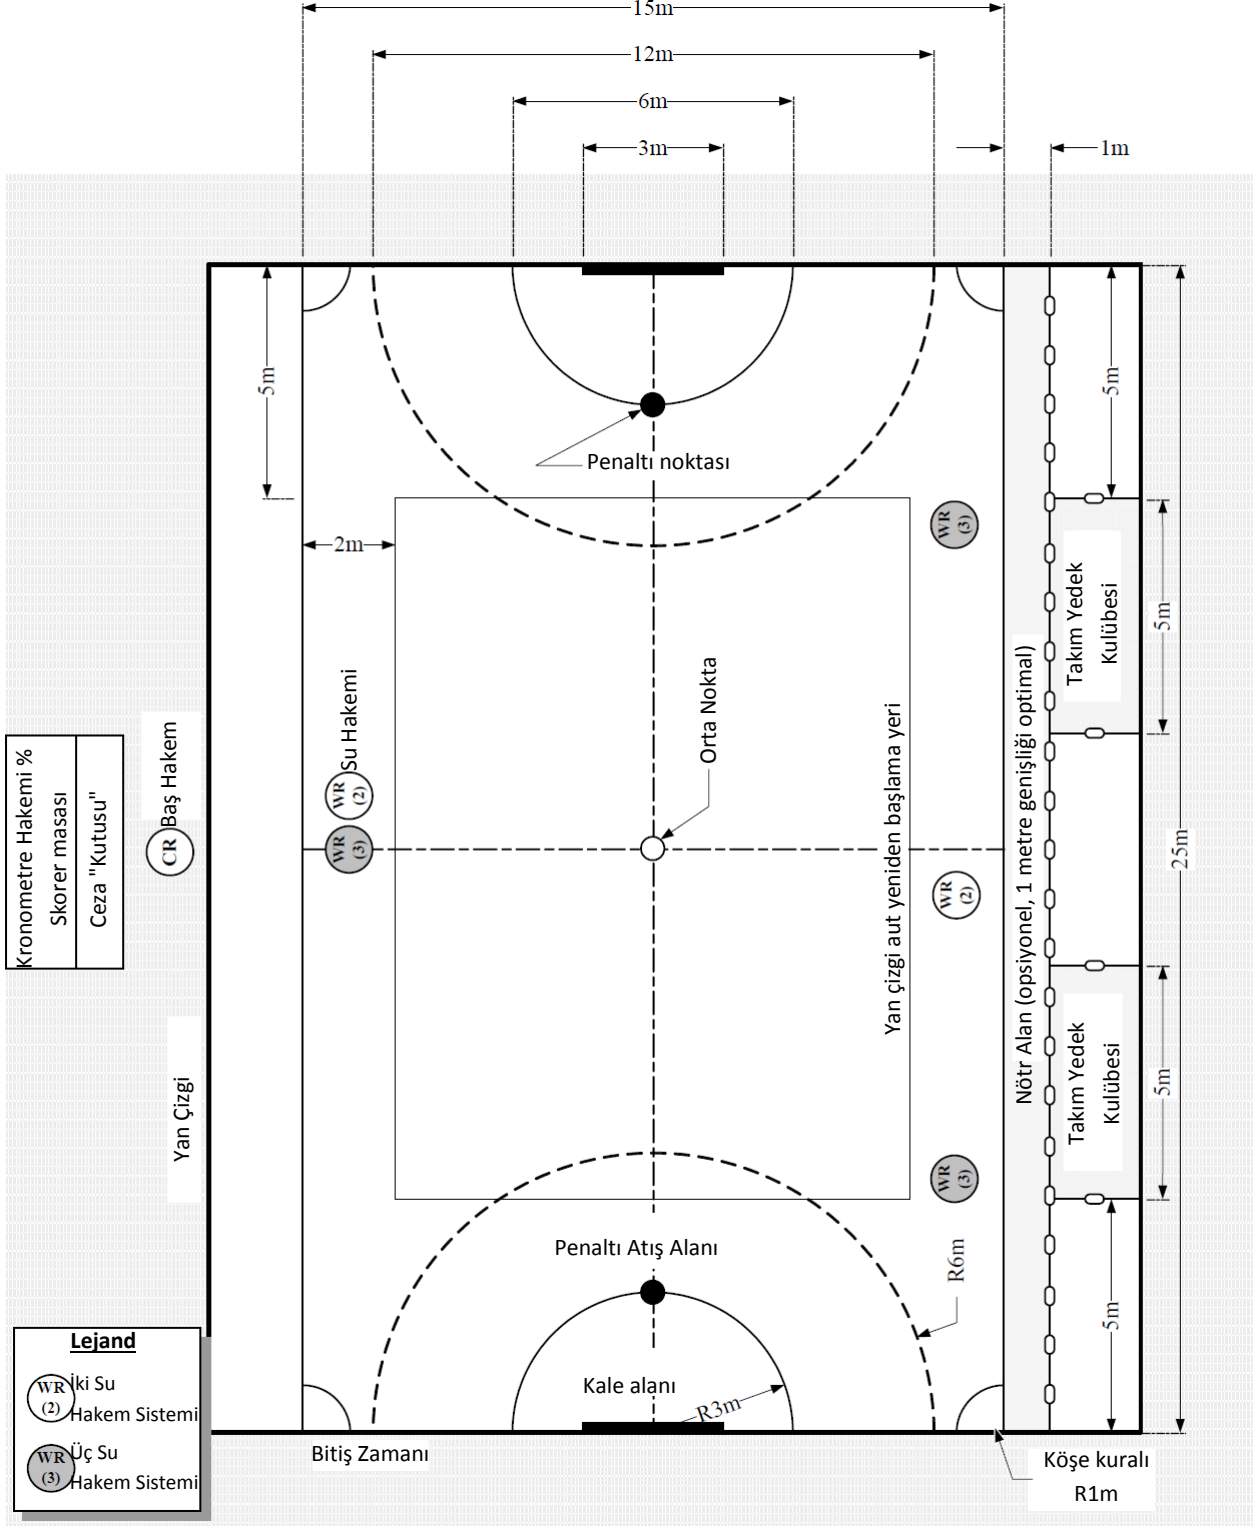 15m
12m
6m
3m
1m
5m
5m
Penaltı noktası
WR
(3)
2m
Takım Yedek
Kulübesi
5m
Su Hakemi
Orta Nokta
Yan çizgi aut yeniden başlama yeri
Nötr Alan (opsiyonel, 1 metre genişliği optimal)
Kronometre Hakemi %
Skorer masası
Ceza "Kutusu"
Baş Hakem
CR
WR
(2)
WR
(3)
WR
(2)
25m
Yan Çizgi
Takım Yedek
Kulübesi
5m
WR
(3)
Penaltı Atış Alanı
R6m
5m
Kale alanı
R3m
Lejand
WR
(2)
İki Su
Hakem Sistemi
WR
(3)
Üç Su
Hakem Sistemi
Bitiş Zamanı
Köşe kuralı
R1m